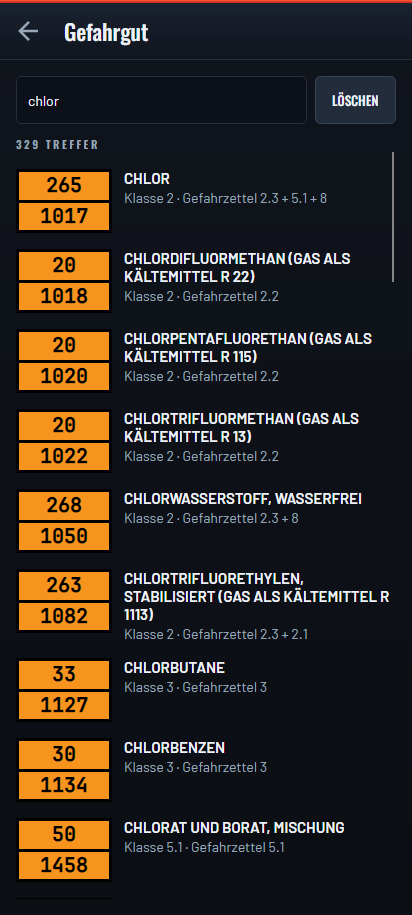 Gefahrgut
chlor
LÖSCHEN
329 TREFFER
265
1017
CHLOR
Klasse 2 · Gefahrzettel 2.3 + 5.1 + 8
20
1018
CHLORDIFLUORMETHAN (GAS ALS
KÄLTEMITTEL R 22)
Klasse 2 · Gefahrzettel 2.2
20
1020
CHLORPENTAFLUORETHAN (GAS ALS
KÄLTEMITTEL R 115)
Klasse 2 · Gefahrzettel 2.2
20
1022
CHLORTRIFLUORMETHAN (GAS ALS
KÄLTEMITTEL R 13)
Klasse 2 · Gefahrzettel 2.2
268
1050
CHLORWASSERSTOFF, WASSERFREI
Klasse 2 · Gefahrzettel 2.3 + 8
263
1082
CHLORTRIFLUORETHYLEN,
STABILISIERT (GAS ALS KÄLTEMITTEL R
1113)
Klasse 2 · Gefahrzettel 2.3 + 2.1
33
1127
CHLORBUTANE
Klasse 3 · Gefahrzettel 3
30
1134
CHLORBENZEN
Klasse 3 · Gefahrzettel 3
50
1458
CHLORAT UND BORAT, MISCHUNG
Klasse 5.1 · Gefahrzettel 5.1